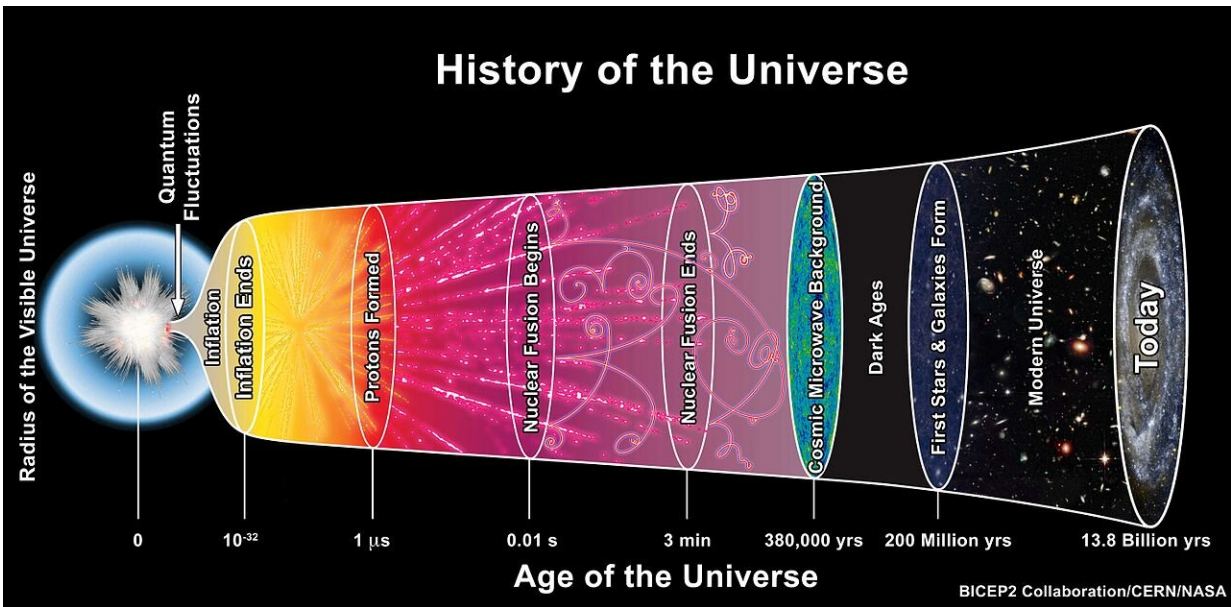 History of the Universe
Radius of the Visible Universe
Quantum
Fluctuations
Inflation
Inflation Ends
Protons Formed
Nuclear Fusion Begins
Nuclear Fusion Ends
Cosmic Microwave Background
Dark Ages
First Stars & Galaxies Form
Modern Universe
Today
0
10⁻³²
1 μs
0.01 s
3 min
380,000 yrs
200 Million yrs
13.8 Billion yrs
Age of the Universe
BICEP2 Collaboration/CERN/NASA